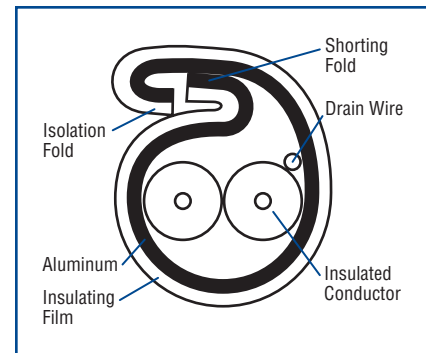 Shorting
Fold
Drain Wire
Isolation
Fold
Aluminum
Insulating
Film
Insulated
Conductor